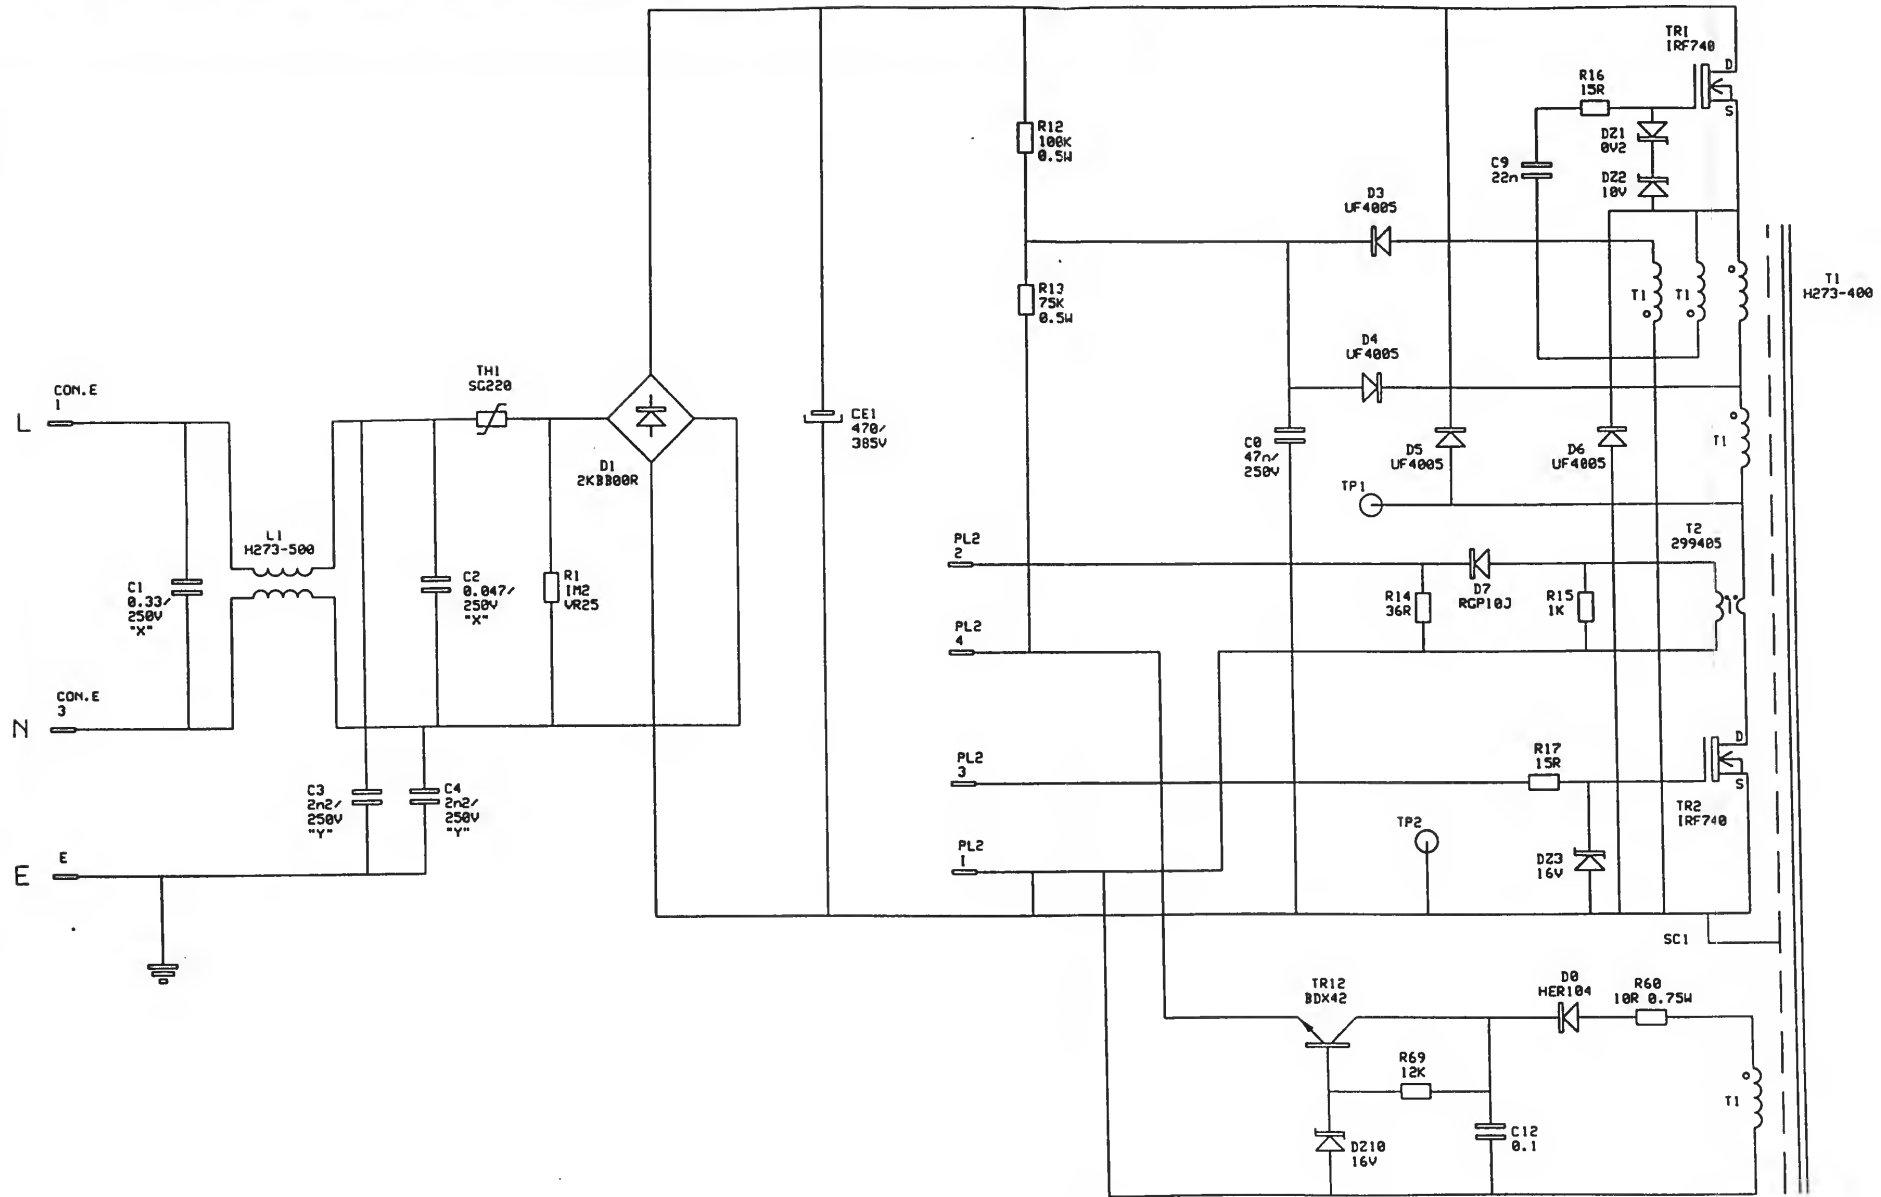 TR1
IRF740
D
S
R16
15R
DZ1
8V2
DZ2
10V
C9
22n
R12
100K
0.5W
D3
UF4005
R13
75K
0.5W
T1
T1
T1
H273-400
D4
UF4005
TH1
SG220
CON.E
1
L
CE1
470/
385V
D1
2KBB80R
C8
47n/
250V
D5
UF4005
D6
UF4005
T1
TP1
T2
299405
L1
H273-500
C1
0.33/
250V
"X"
C2
0.047/
250V
"X"
R1
1M2
VR25
PL2
2
R14
36R
D7
RGP10J
R15
1K
PL2
4
CON.E
3
N
PL2
3
R17
15R
D
S
TR2
IRF740
C3
2n2/
250V
"Y"
C4
2n2/
250V
"Y"
TP2
PL2
1
DZ3
16V
E
E
SC1
TR12
BDX42
D8
HER104
R60
10R 0.75W
R69
12K
T1
DZ10
16V
C12
0.1